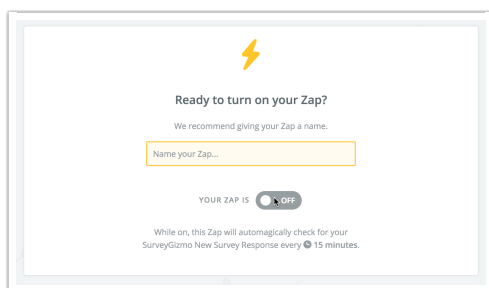 Ready to turn on your Zap?
We recommend giving your Zap a name.
Name your Zap...
YOUR ZAP IS OFF
While on, this Zap will automagically check for your
SurveyGizmo New Survey Response every 15 minutes.